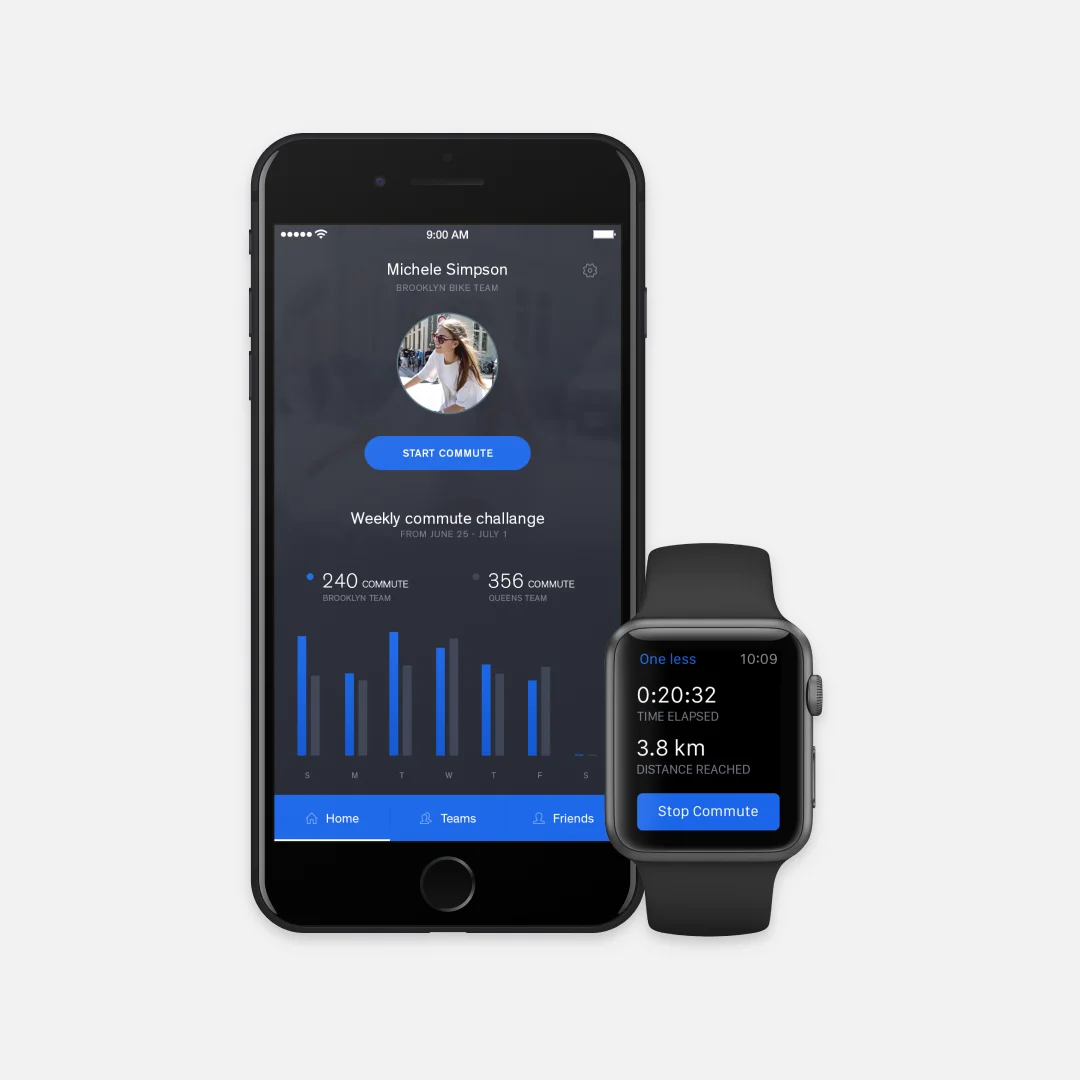 9:00 AM
Michele Simpson
BROOKLYN BIKE TEAM
START COMMUTE
Weekly commute challange
FROM JUNE 25 - JULY 1
240 COMMUTE
BROOKLYN TEAM
356 COMMUTE
QUEENS TEAM
S M T W T F S
Home Teams Friends
One less 10:09
0:20:32
TIME ELAPSED
3.8 km
DISTANCE REACHED
Stop Commute